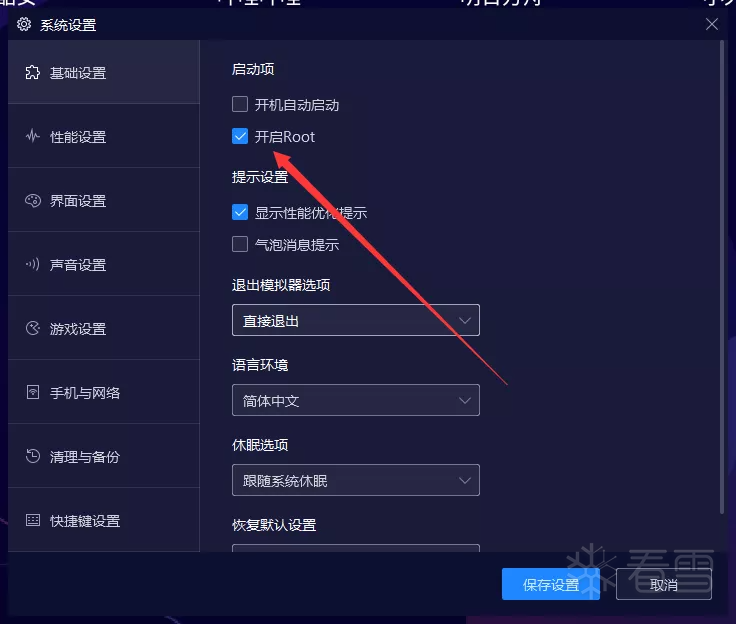 系统设置
基础设置
性能设置
界面设置
声音设置
游戏设置
手机与网络
清理与备份
快捷键设置
启动项
开机自动启动
开启Root
提示设置
显示性能优化提示
气泡消息提示
退出模拟器选项
直接退出
语言环境
简体中文
休眠选项
跟随系统休眠
恢复默认设置
保存设置
取消
看雪